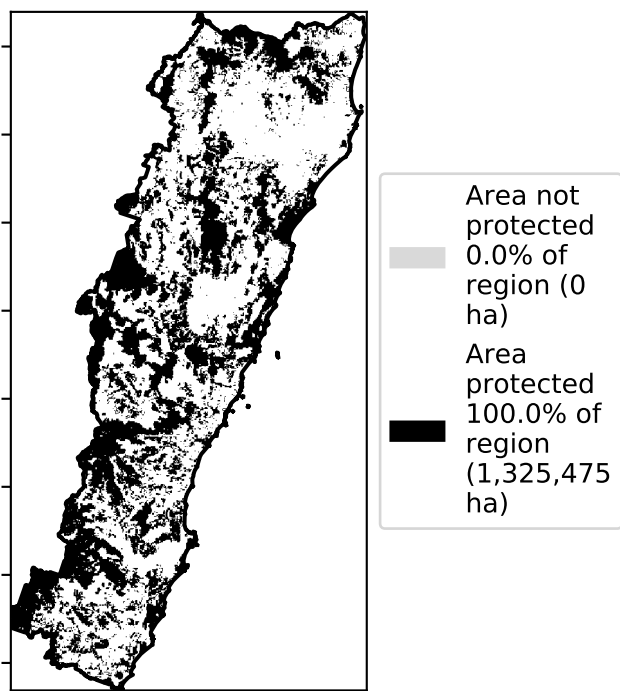 Area not
protected
0.0% of
region (0
ha)
Area
protected
100.0% of
region
(1,325,475
ha)